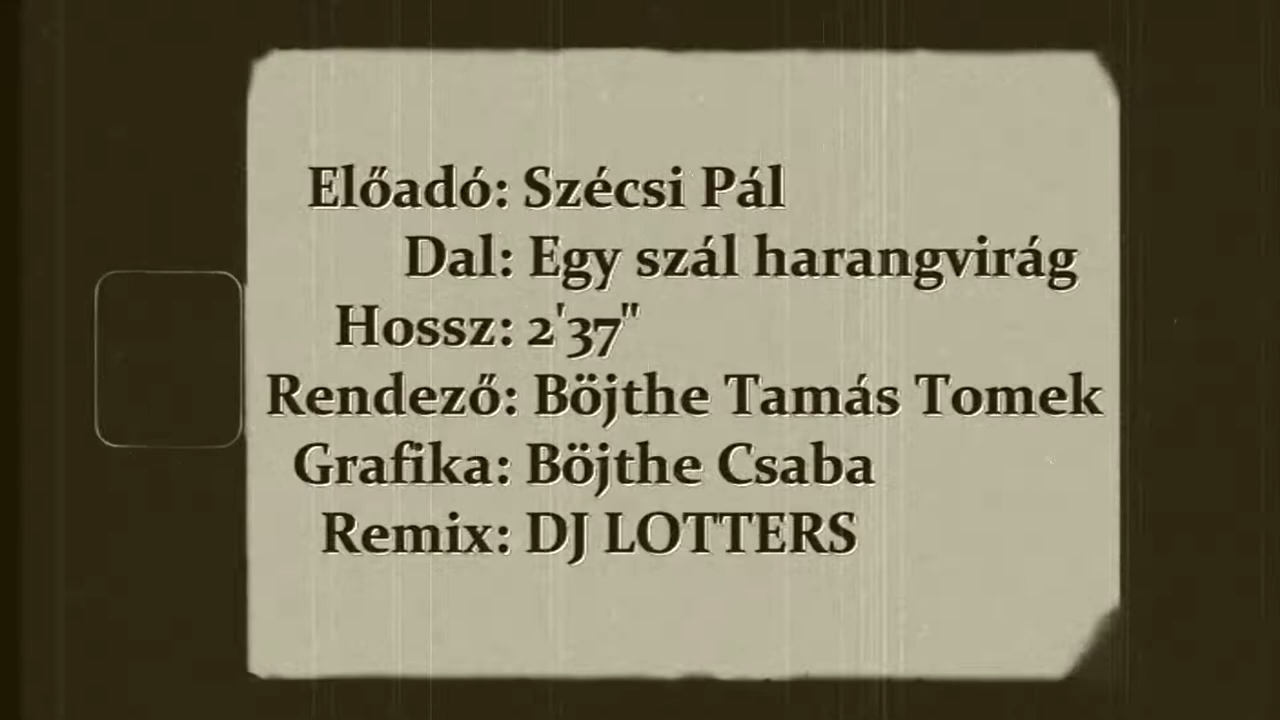 Előadó: Szécsi Pál
Dal: Egy szál harangvirág
Hossz: 2'37"
Rendező: Böjthe Tamás Tomek
Grafika: Böjthe Csaba
Remix: DJ LOTTERS